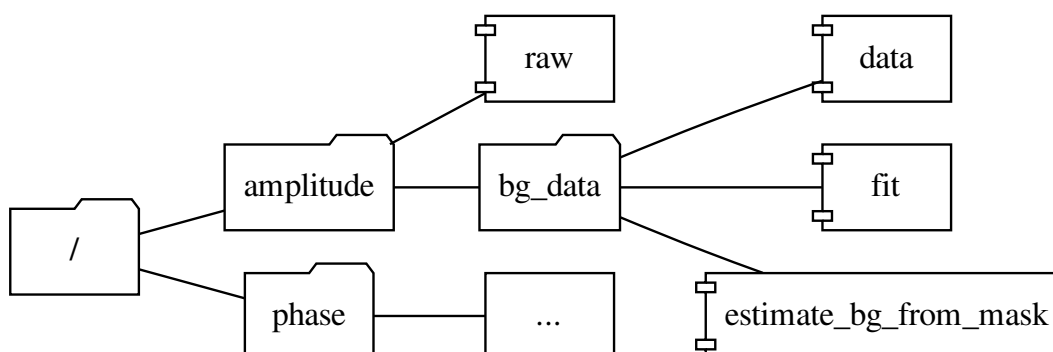 raw
data
amplitude
bg_data
fit
/
phase
...
estimate_bg_from_mask